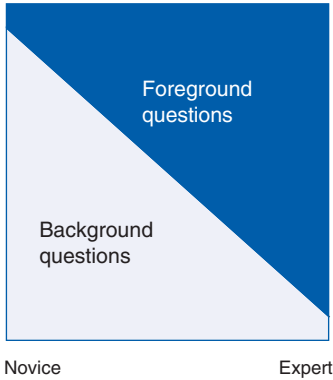 Foreground
questions
Background
questions
Novice
Expert